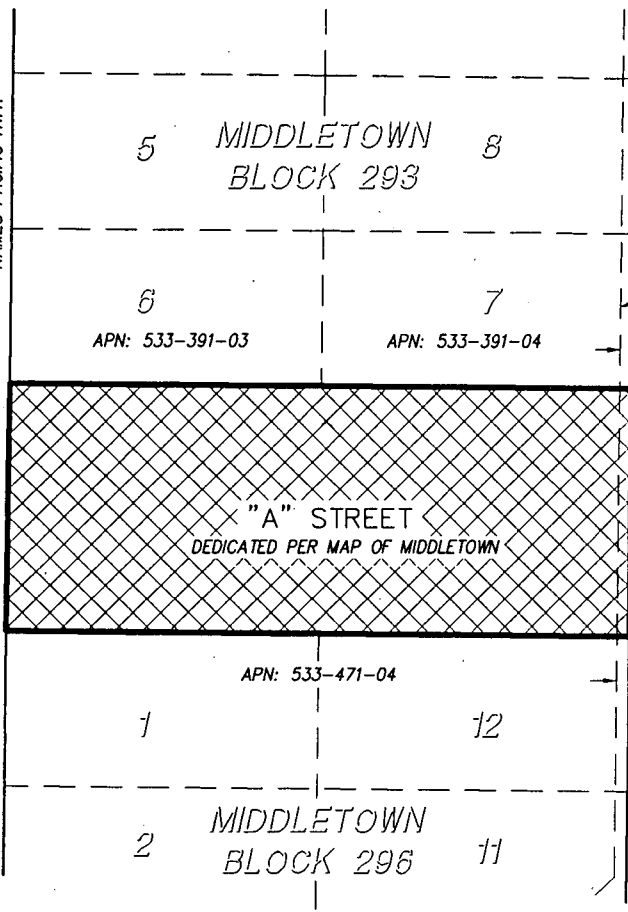 5 MIDDLETOWN 8
BLOCK 293
6 7
APN: 533-391-03 APN: 533-391-04
"A" STREET
DEDICATED PER MAP OF MIDDLETOWN
APN: 533-471-04
1 12
MIDDLETOWN
2 11
BLOCK 296